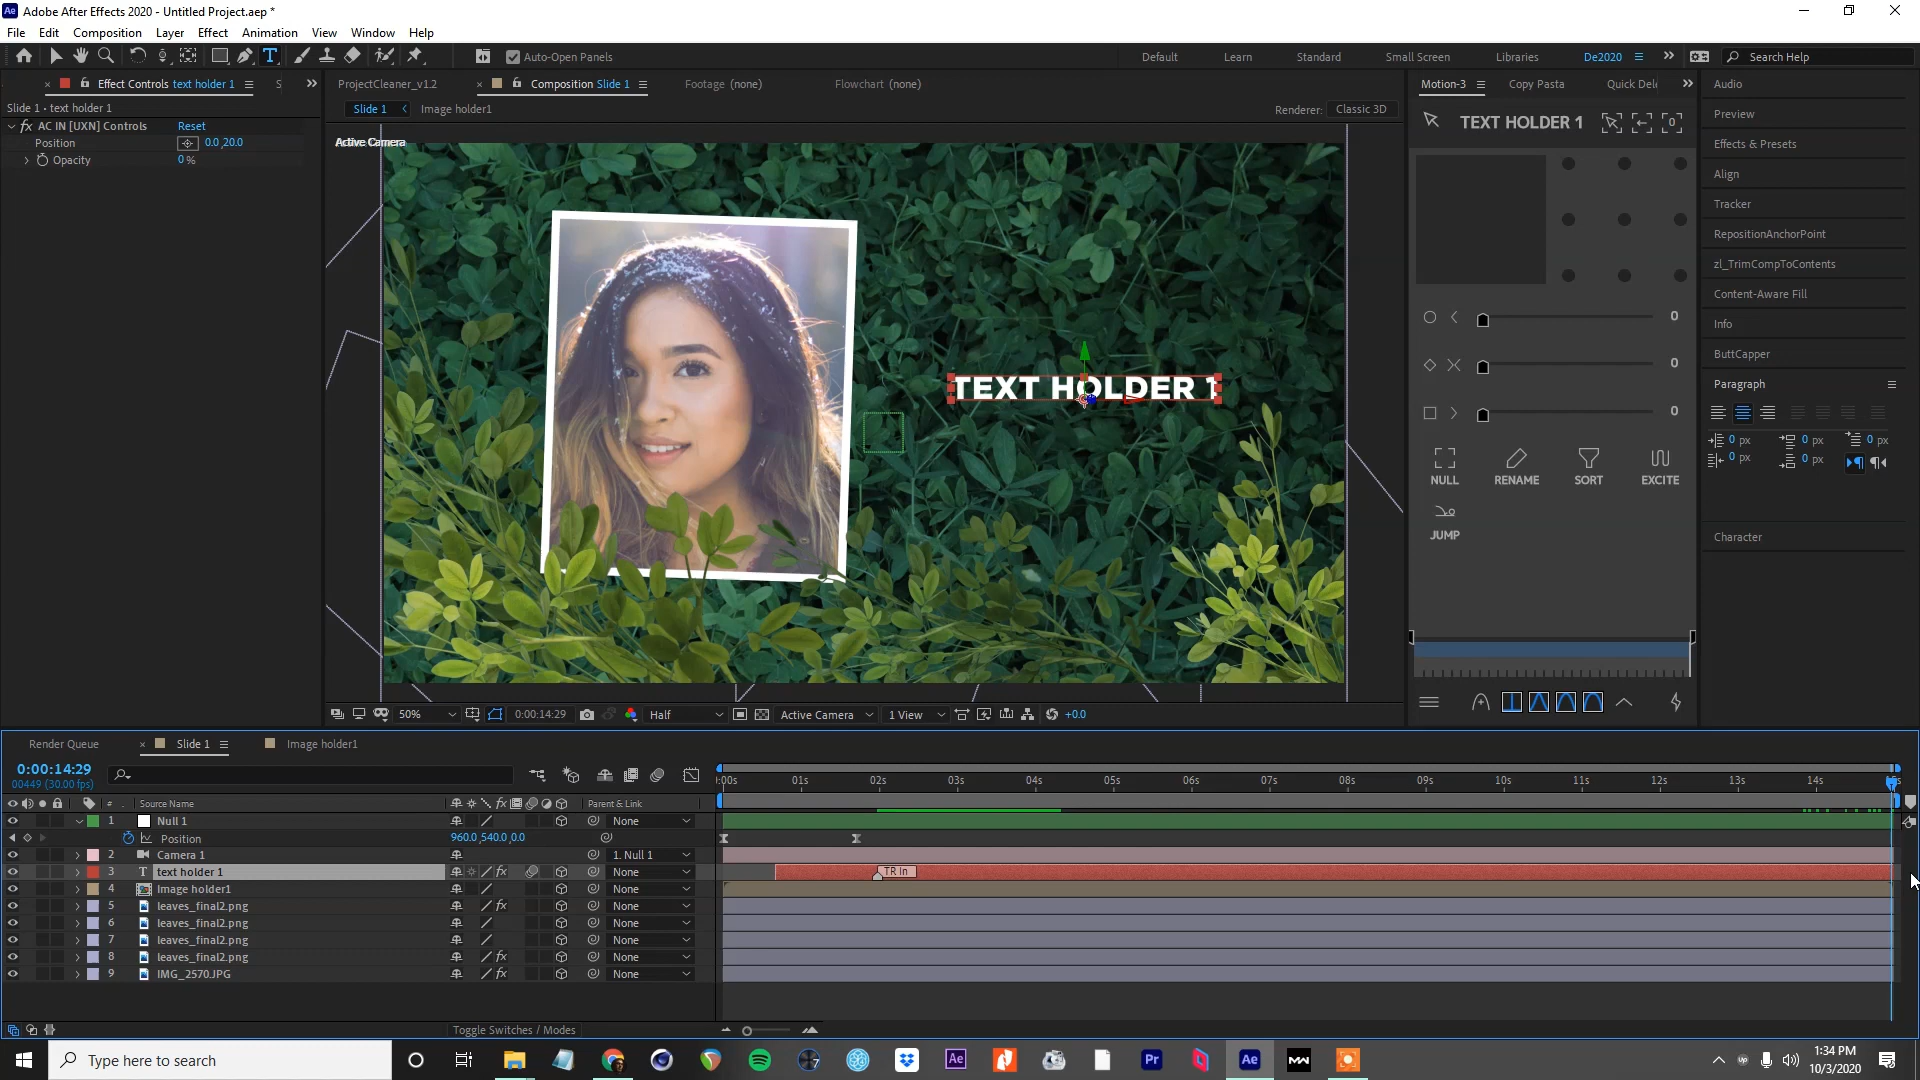 Adobe After Effects 2020 - Untitled Project.aep *
File Edit Composition Layer Effect Animation View Window Help
Auto-Open Panels
Default Learn Standard Small Screen Libraries De2020 Search Help
Effect Controls text holder 1
Slide 1 • text holder 1
fx AC IN [UXN] Controls Reset
Position 0.0,20.0
Opacity 0 %
ProjectCleaner_v1.2 Composition Slide 1 Footage (none) Flowchart (none)
Slide 1 Image holder1
Renderer: Classic 3D
Active Camera
TEXT HOLDER 1
50% 0:00:14:29 Half Active Camera 1 View +0.0
Motion-3 Copy Pasta Quick Del
TEXT HOLDER 1
0
0
0
NULL RENAME SORT EXCITE
JUMP
Audio
Preview
Effects & Presets
Align
Tracker
RepositionAnchorPoint
zl_TrimCompToContents
Content-Aware Fill
Info
ButtCapper
Paragraph
0 px 0 px 0 px
0 px 0 px
Character
Render Queue Slide 1 Image holder1
0:00:14:29
00449 (30.00 fps)
:00s 01s 02s 03s 04s 05s 06s 07s 08s 09s 10s 11s 12s 13s 14s
# Source Name Parent & Link
1 Null 1 None
Position 960.0,540.0,0.0
2 Camera 1 1. Null 1
3 T text holder 1 fx None TR In
4 Image holder1 None
5 leaves_final2.png fx None
6 leaves_final2.png None
7 leaves_final2.png None
8 leaves_final2.png fx None
9 IMG_2570.JPG fx None
Toggle Switches / Modes
Type here to search
Ae Pr Ae
1:34 PM
10/3/2020